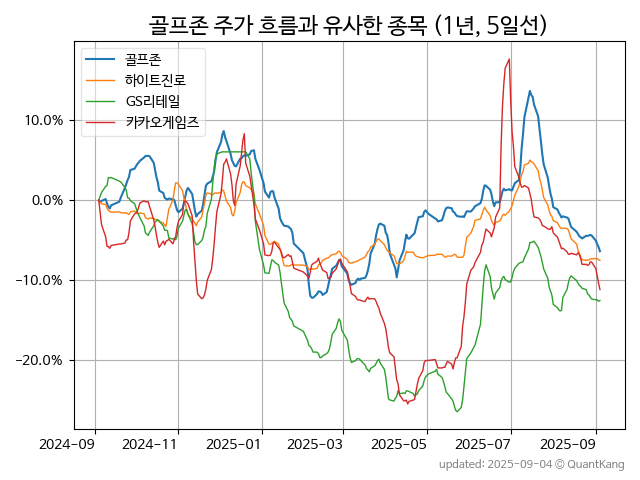 골프존 주가 흐름과 유사한 종목 (1년, 5일선)
골프존
하이트진로
GS리테일
카카오게임즈
10.0%
0.0%
−10.0%
−20.0%
2024-09 2024-11 2025-01 2025-03 2025-05 2025-07 2025-09
updated: 2025-09-04 © QuantKang